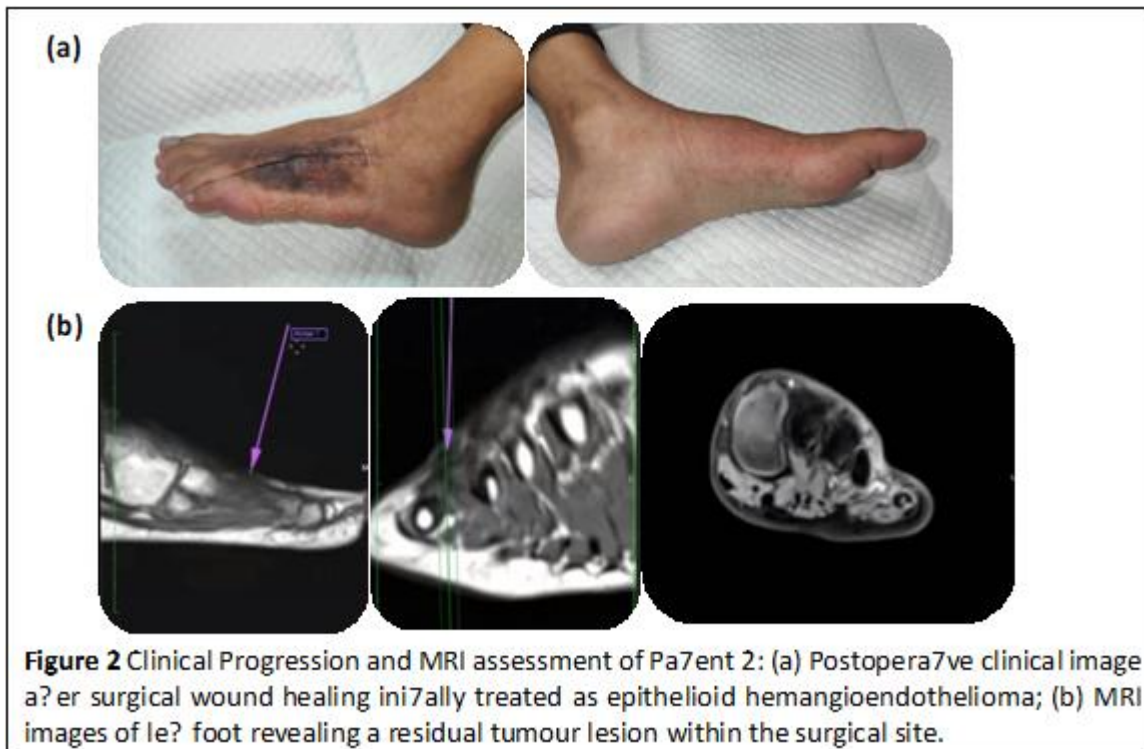 (a)
(b)
Figure 2 Clinical Progression and MRI assessment of Pa7ent 2: (a) Postopera7ve clinical image
a?er surgical wound healing ini7ally treated as epithelioid hemangioendothelioma; (b) MRI
images of le? foot revealing a residual tumour lesion within the surgical site.